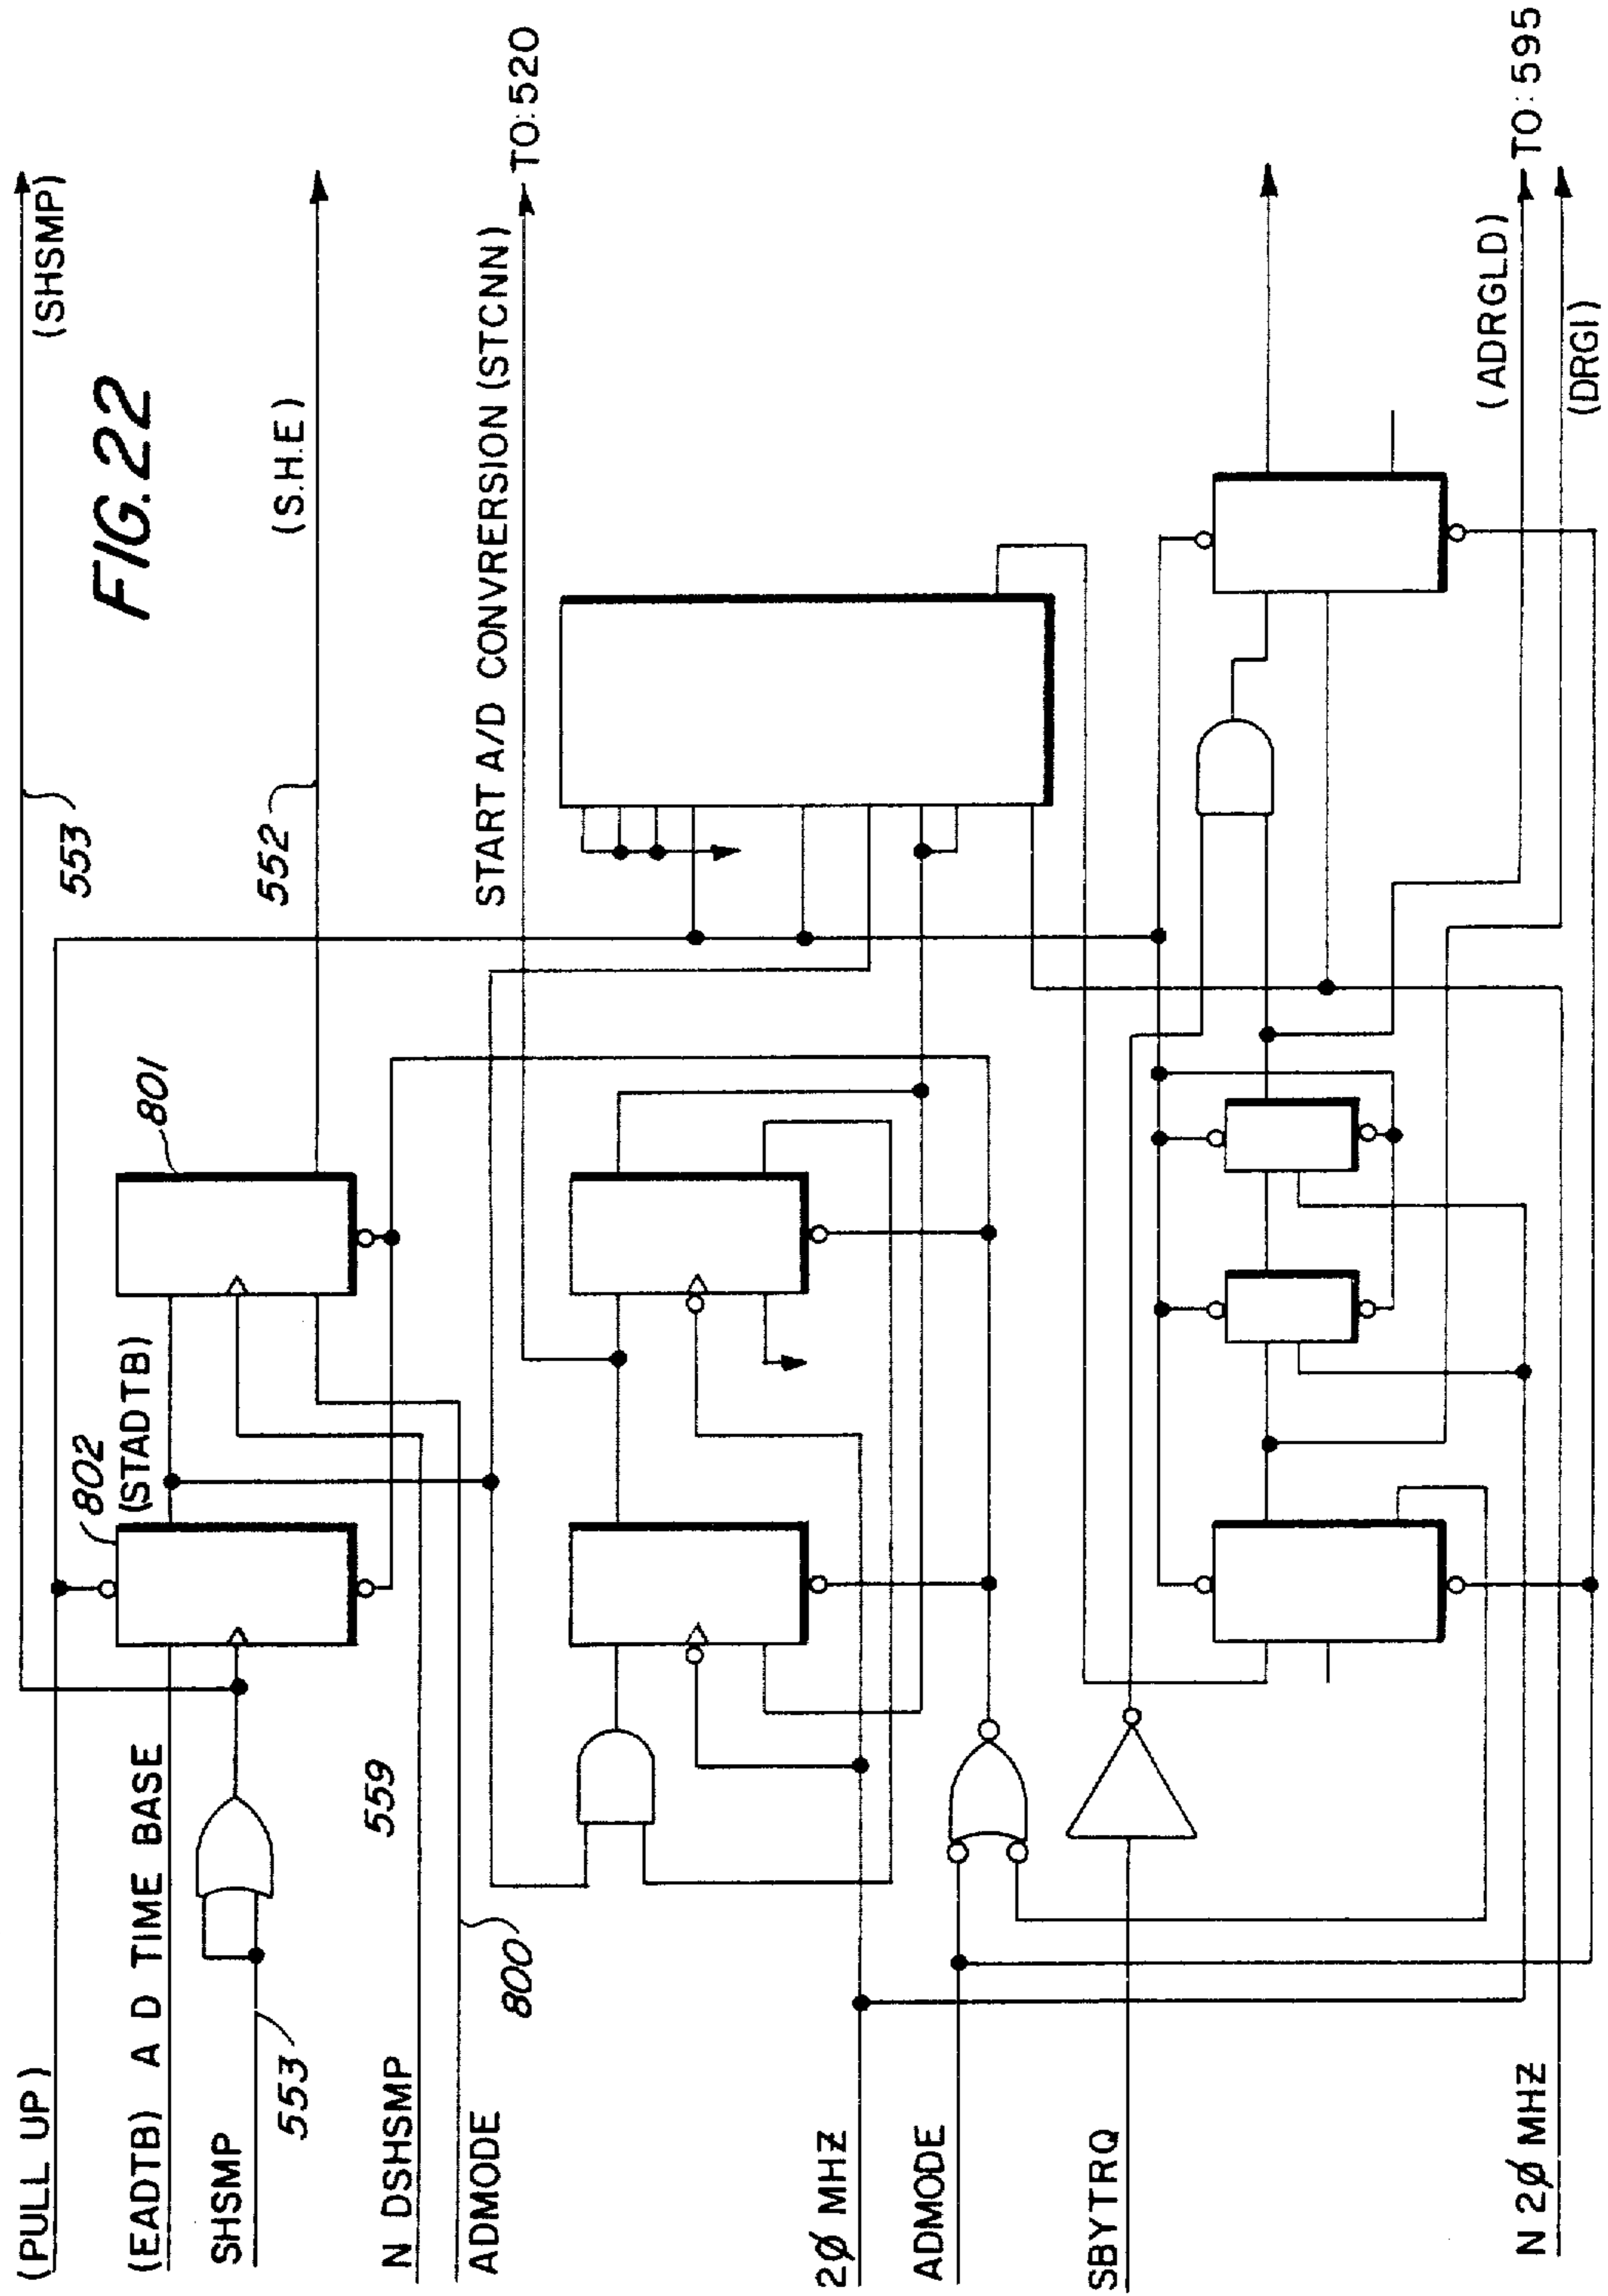 FIG. 22
(PULL UP)
553
(SHSMP)
(EADTB) A D TIME BASE
802
(STADTB)
801
SHSMP
553
552
(S.H.E)
N DSHSMP
559
ADMODE
800
START A/D CONVRERSION (STCNN)
TO: 520
2Ø MHZ
ADMODE
SBYTRQ
(ADRGLD)
TO: 595
N 2Ø MHZ
(DRGI)